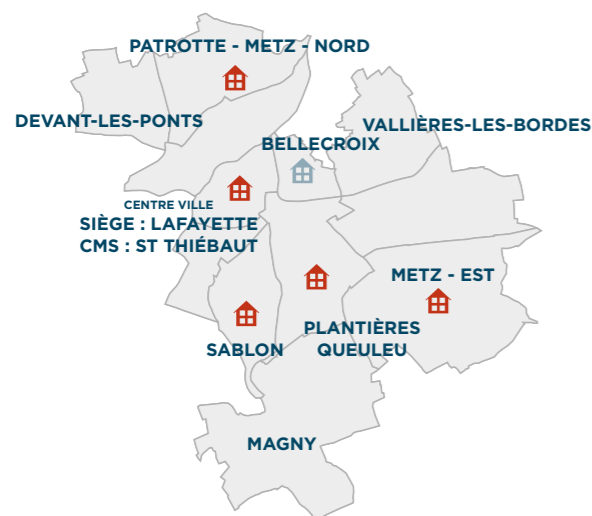 PATROTTE - METZ - NORD
DEVANT-LES-PONTS
VALLIÈRES-LES-BORDES
BELLECROIX
CENTRE VILLE
SIÈGE : LAFAYETTE
CMS : ST THIÉBAUT
METZ - EST
PLANTIÈRES
QUEULEU
SABLON
MAGNY